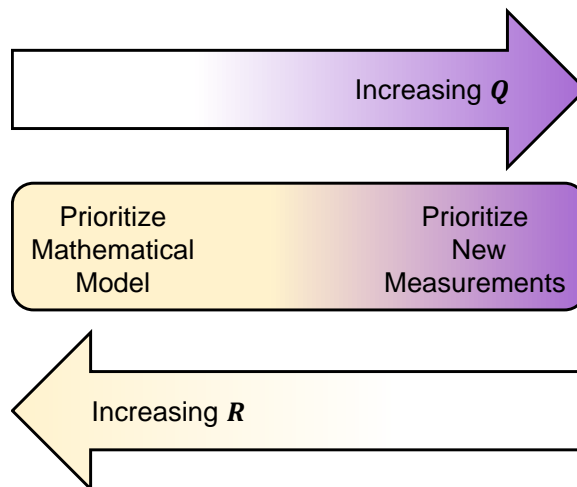 Increasing Q
Prioritize
Mathematical
Model
Prioritize
New
Measurements
Increasing R